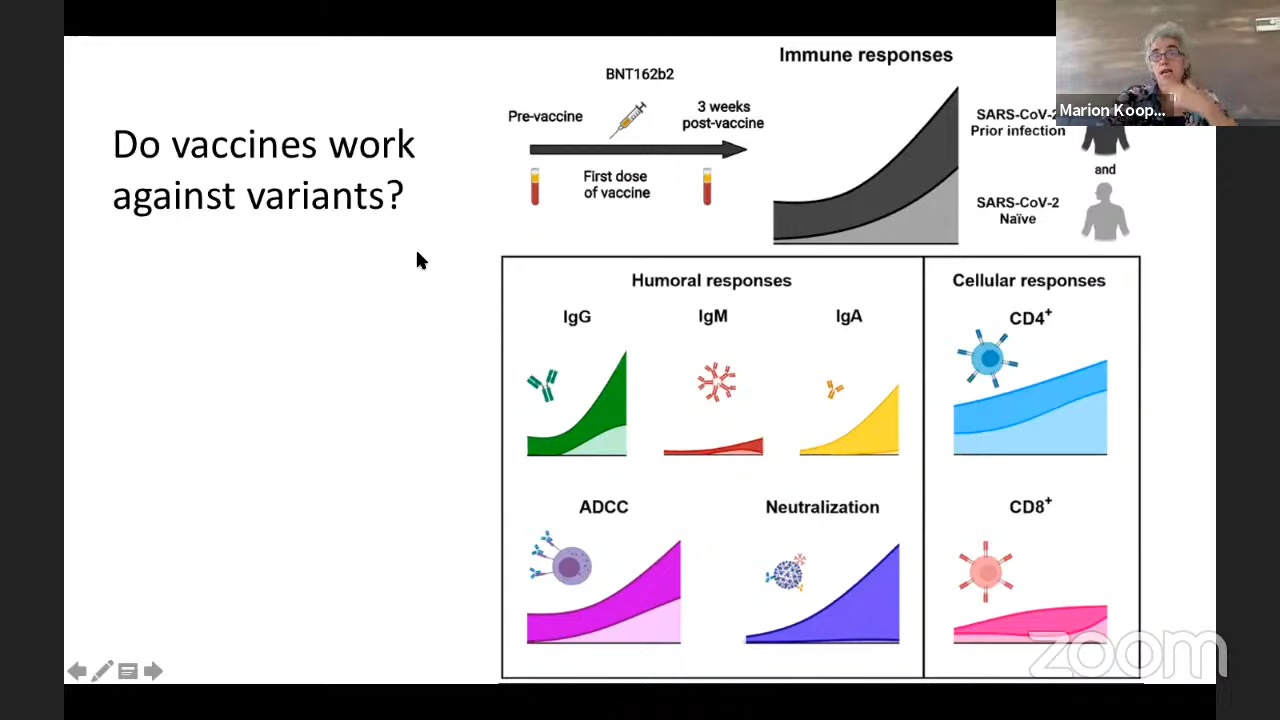 Do vaccines work
against variants?
BNT162b2
Pre-vaccine
3 weeks
post-vaccine
First dose
of vaccine
Immune responses
SARS-CoV-2
Prior infection
and
SARS-CoV-2
Naïve
Marion Koop...
Humoral responses
IgG
IgM
IgA
ADCC
Neutralization
Cellular responses
CD4+
CD8+
zoom